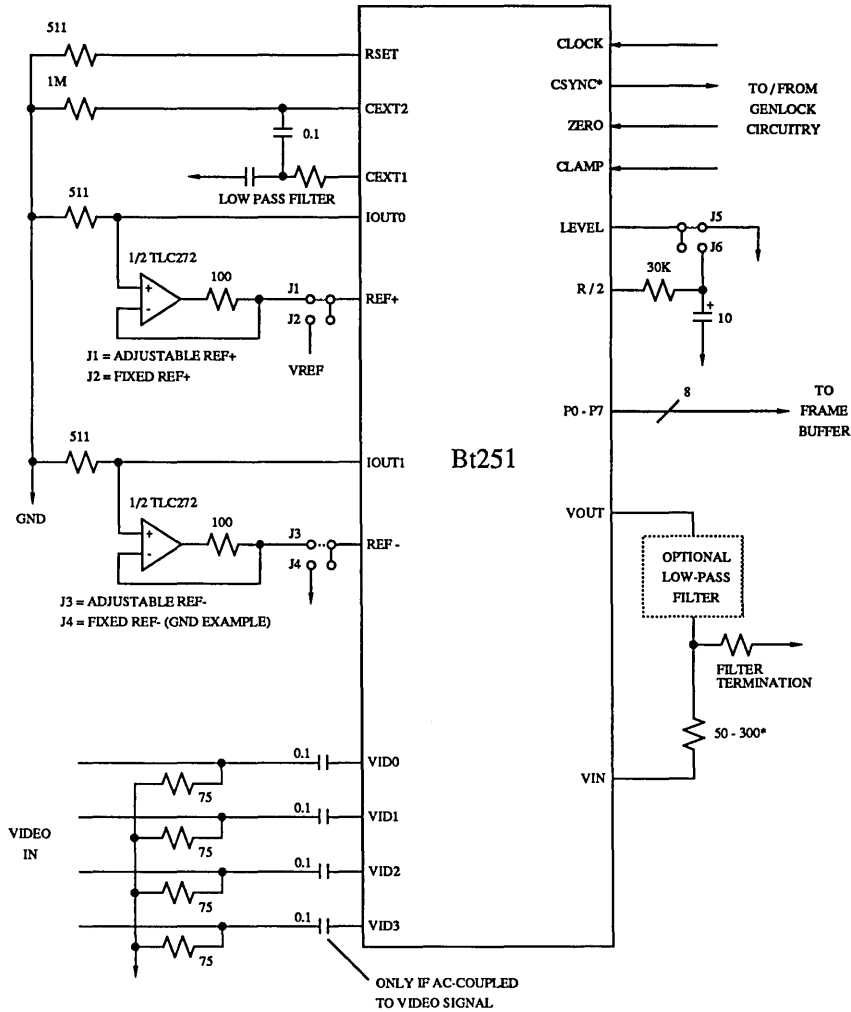 511
RSET
1M
CEXT2
0.1
CEXT1
LOW PASS FILTER
511
IOUT0
1/2 TLC272
+
-
100
J1
REF+
J2
VREF
J1 = ADJUSTABLE REF+
J2 = FIXED REF+
511
IOUT1
GND
1/2 TLC272
+
-
100
J3
REF -
J4
J3 = ADJUSTABLE REF-
J4 = FIXED REF- (GND EXAMPLE)
0.1
VID0
75
0.1
VID1
75
VIDEO
IN
0.1
VID2
75
0.1
VID3
75
ONLY IF AC-COUPLED
TO VIDEO SIGNAL
Bt251
CLOCK
CSYNC*
ZERO
CLAMP
TO / FROM
GENLOCK
CIRCUITRY
LEVEL
J5
J6
30K
R / 2
+
10
P0 - P7
8
TO
FRAME
BUFFER
VOUT
OPTIONAL
LOW-PASS
FILTER
FILTER
TERMINATION
50 - 300*
VIN